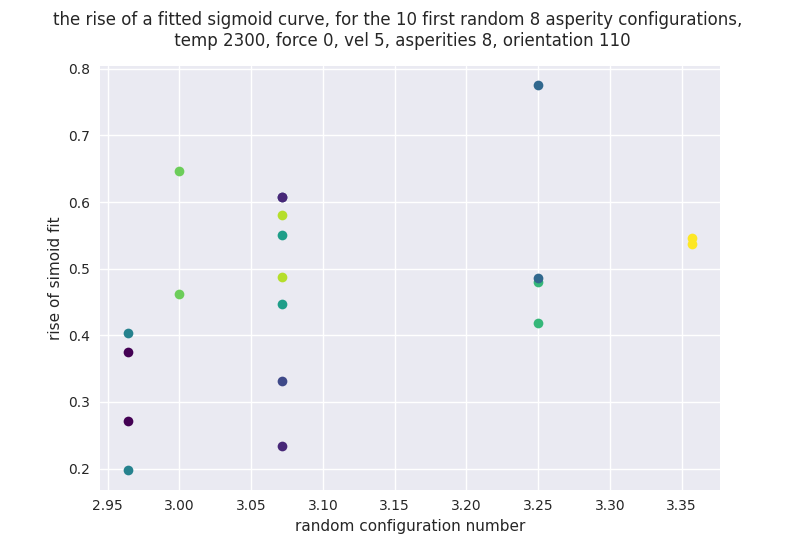 the rise of a fitted sigmoid curve, for the 10 first random 8 asperity configurations,
temp 2300, force 0, vel 5, asperities 8, orientation 110
0.8
0.7
0.6
0.5
0.4
0.3
0.2
rise of simoid fit
2.95 3.00 3.05 3.10 3.15 3.20 3.25 3.30 3.35
random configuration number